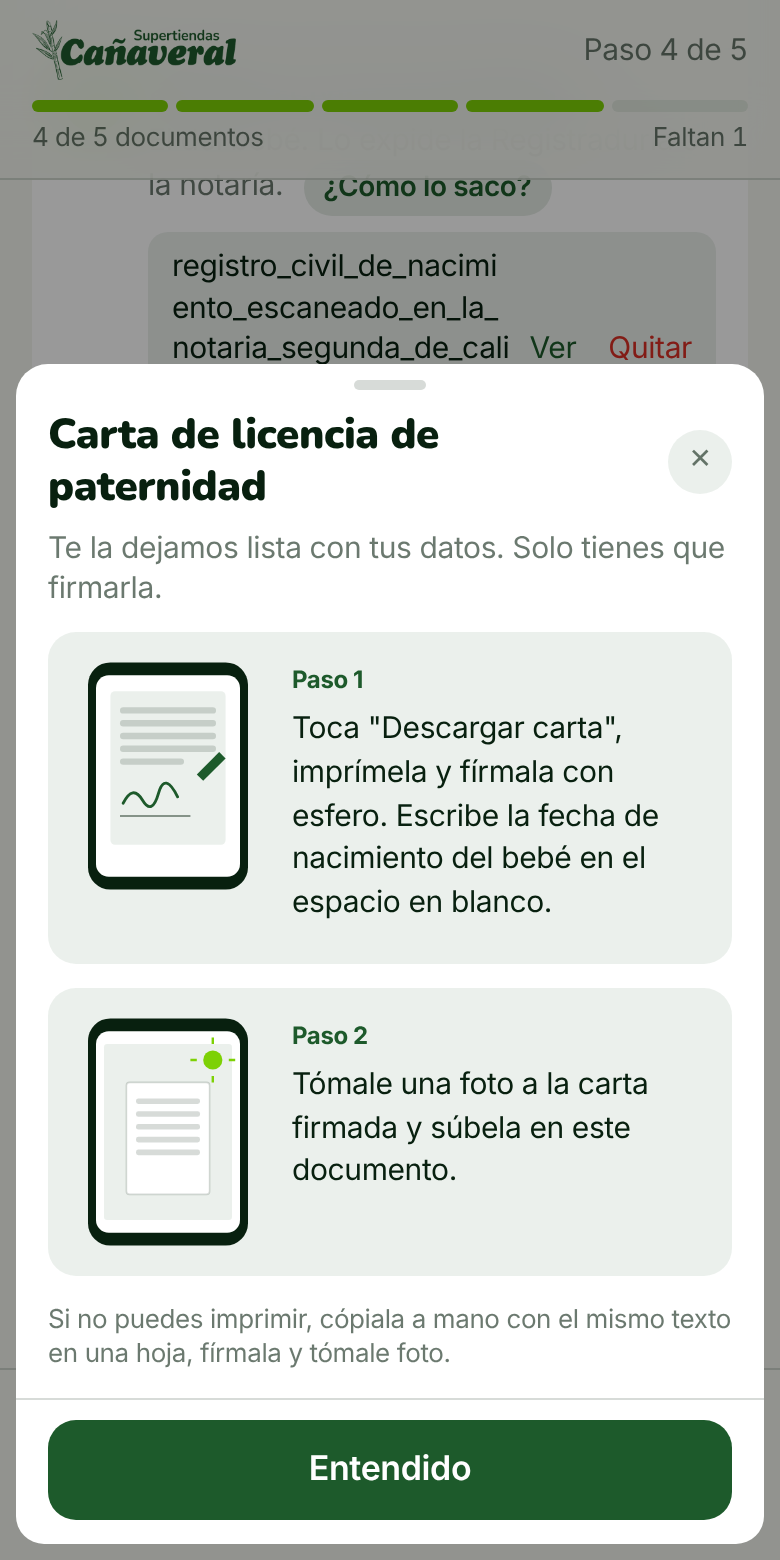 Supertiendas
Cañaveral
Paso 4 de 5
4 de 5 documentos
Faltan 1
la notaría. ¿Cómo lo saco?
registro_civil_de_nacimi
ento_escaneado_en_la_
notaria_segunda_de_cali Ver Quitar
Carta de licencia de
paternidad
×
Te la dejamos lista con tus datos. Solo tienes que
firmarla.
Paso 1
Toca "Descargar carta",
imprímela y fírmala con
esfero. Escribe la fecha de
nacimiento del bebé en el
espacio en blanco.
Paso 2
Tómale una foto a la carta
firmada y súbela en este
documento.
Si no puedes imprimir, cópiala a mano con el mismo texto
en una hoja, fírmala y tómale foto.
Entendido